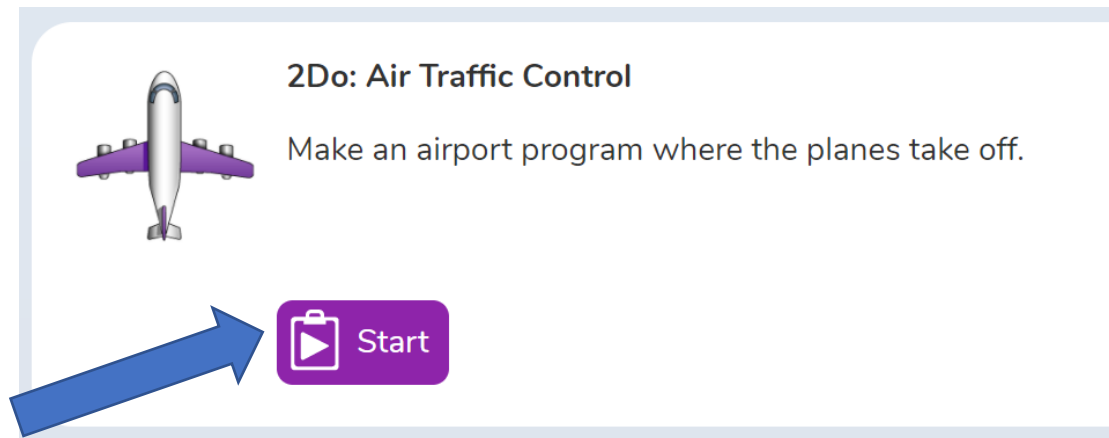 2Do: Air Traffic Control
Make an airport program where the planes take off.
Start